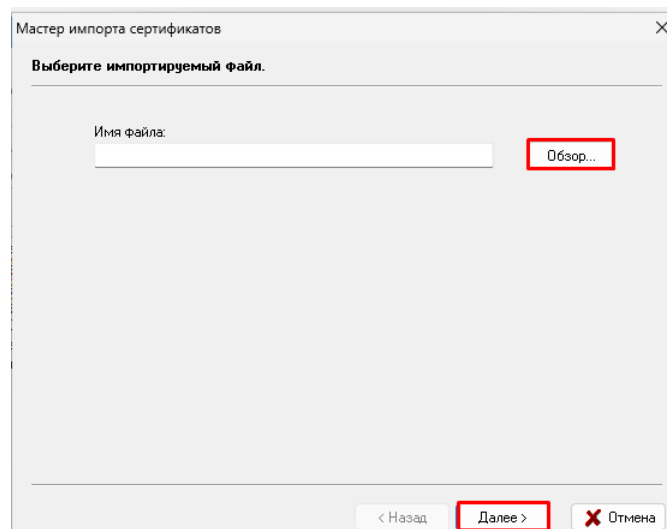 Мастер импорта сертификатов
Выберите импортируемый файл.
Имя файла:
Обзор...
< Назад
Далее >
Отмена